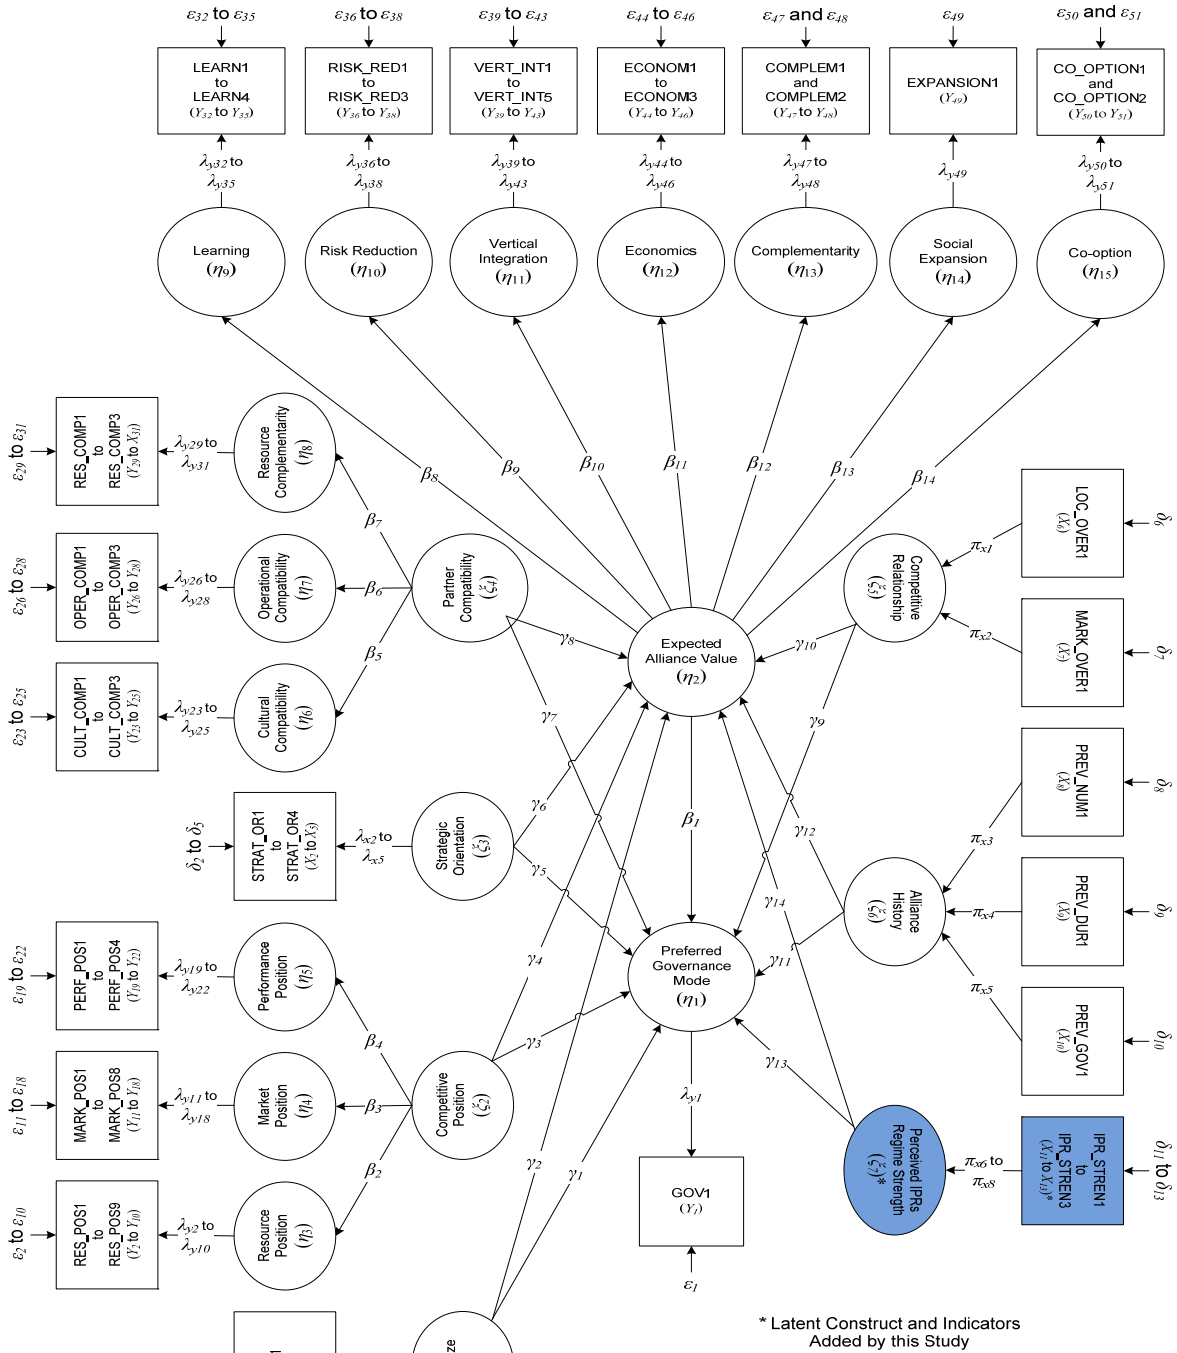 ε32 to ε35
ε36 to ε38
ε39 to ε43
ε44 to ε46
ε47 and ε48
ε49
ε50 and ε51
LEARN1
to
LEARN4
(Y32 to Y35)
RISK_RED1
to
RISK_RED3
(Y36 to Y38)
VERT_INT1
to
VERT_INT5
(Y39 to Y43)
ECONOM1
to
ECONOM3
(Y44 to Y46)
COMPLEM1
and
COMPLEM2
(Y47 to Y48)
EXPANSION1
(Y49)
CO_OPTION1
and
CO_OPTION2
(Y50 to Y51)
λy32 to
λy35
λy36 to
λy38
λy39 to
λy43
λy44 to
λy46
λy47 to
λy48
λy49
λy50 to
λy51
Learning
(η9)
Risk Reduction
(η10)
Vertical
Integration
(η11)
Economics
(η12)
Complementarity
(η13)
Social
Expansion
(η14)
Co-option
(η15)
β8
β9
β10
β11
β12
β13
β14
ε29 to ε31
RES_COMP1
to
RES_COMP3
(Y29 to X31)
λy29 to
λy31
Resource
Complementarity
(η8)
β7
ε26 to ε28
OPER_COMP1
to
OPER_COMP3
(Y26 to Y28)
λy26 to
λy28
Operational
Compatibility
(η7)
β6
ε23 to ε25
CULT_COMP1
to
CULT_COMP3
(Y23 to Y25)
λy23 to
λy25
Cultural
Compatibility
(η6)
β5
Partner
Compatibility
(ξ4)
γ8
γ7
Expected
Alliance Value
(η2)
γ10
γ9
Competitive
Relationship
(ξ5)
πx1
πx2
LOC_OVER1
(X6)
δ6
MARK_OVER1
(X7)
δ7
δ2 to δ5
STRAT_OR1
to
STRAT_OR4
(X2 to X5)
λx2 to
λx5
Strategic
Orientation
(ξ3)
γ6
γ5
β1
γ12
γ14
γ11
Alliance
History
(ξ6)
πx3
πx4
πx5
PREV_NUM1
(X8)
δ8
PREV_DUR1
(X9)
δ9
PREV_GOV1
(X10)
δ10
ε19 to ε22
PERF_POS1
to
PERF_POS4
(Y19 to Y22)
λy19 to
λy22
Performance
Position
(η5)
β4
ε11 to ε18
MARK_POS1
to
MARK_POS8
(Y11 to Y18)
λy11 to
λy18
Market
Position
(η4)
β3
ε2 to ε10
RES_POS1
to
RES_POS9
(Y2 to Y10)
λy2 to
λy10
Resource
Position
(η3)
β2
Competitive
Position
(ξ2)
γ4
γ3
γ2
γ1
Preferred
Governance
Mode
(η1)
γ13
λy1
GOV1
(Y1)
ε1
Perceived IPRs
Regime Strength
(ξ7)*
πx6 to
πx8
IPR_STREN1
to
IPR_STREN3
(X11 to X13)*
δ11 to δ13
* Latent Construct and Indicators
Added by this Study